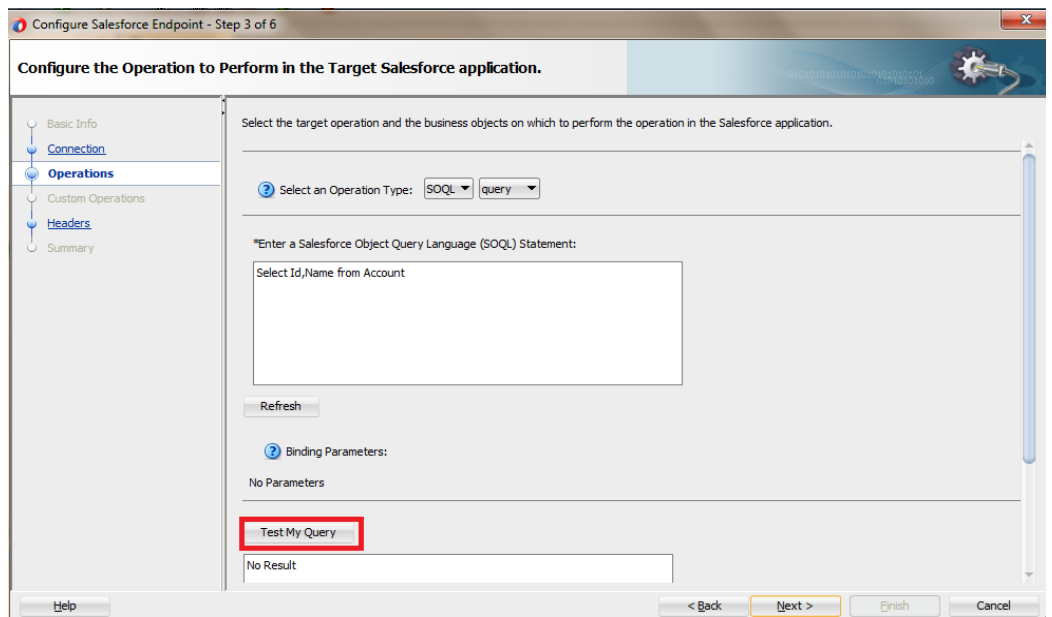 Configure Salesforce Endpoint - Step 3 of 6
x
Configure the Operation to Perform in the Target Salesforce application.
Basic Info
Connection
Operations
Custom Operations
Headers
Summary
Select the target operation and the business objects on which to perform the operation in the Salesforce application.
? Select an Operation Type: SOQL query
*Enter a Salesforce Object Query Language (SOQL) Statement:
Select Id,Name from Account
Refresh
? Binding Parameters:
No Parameters
Test My Query
No Result
Help < Back Next > Finish Cancel